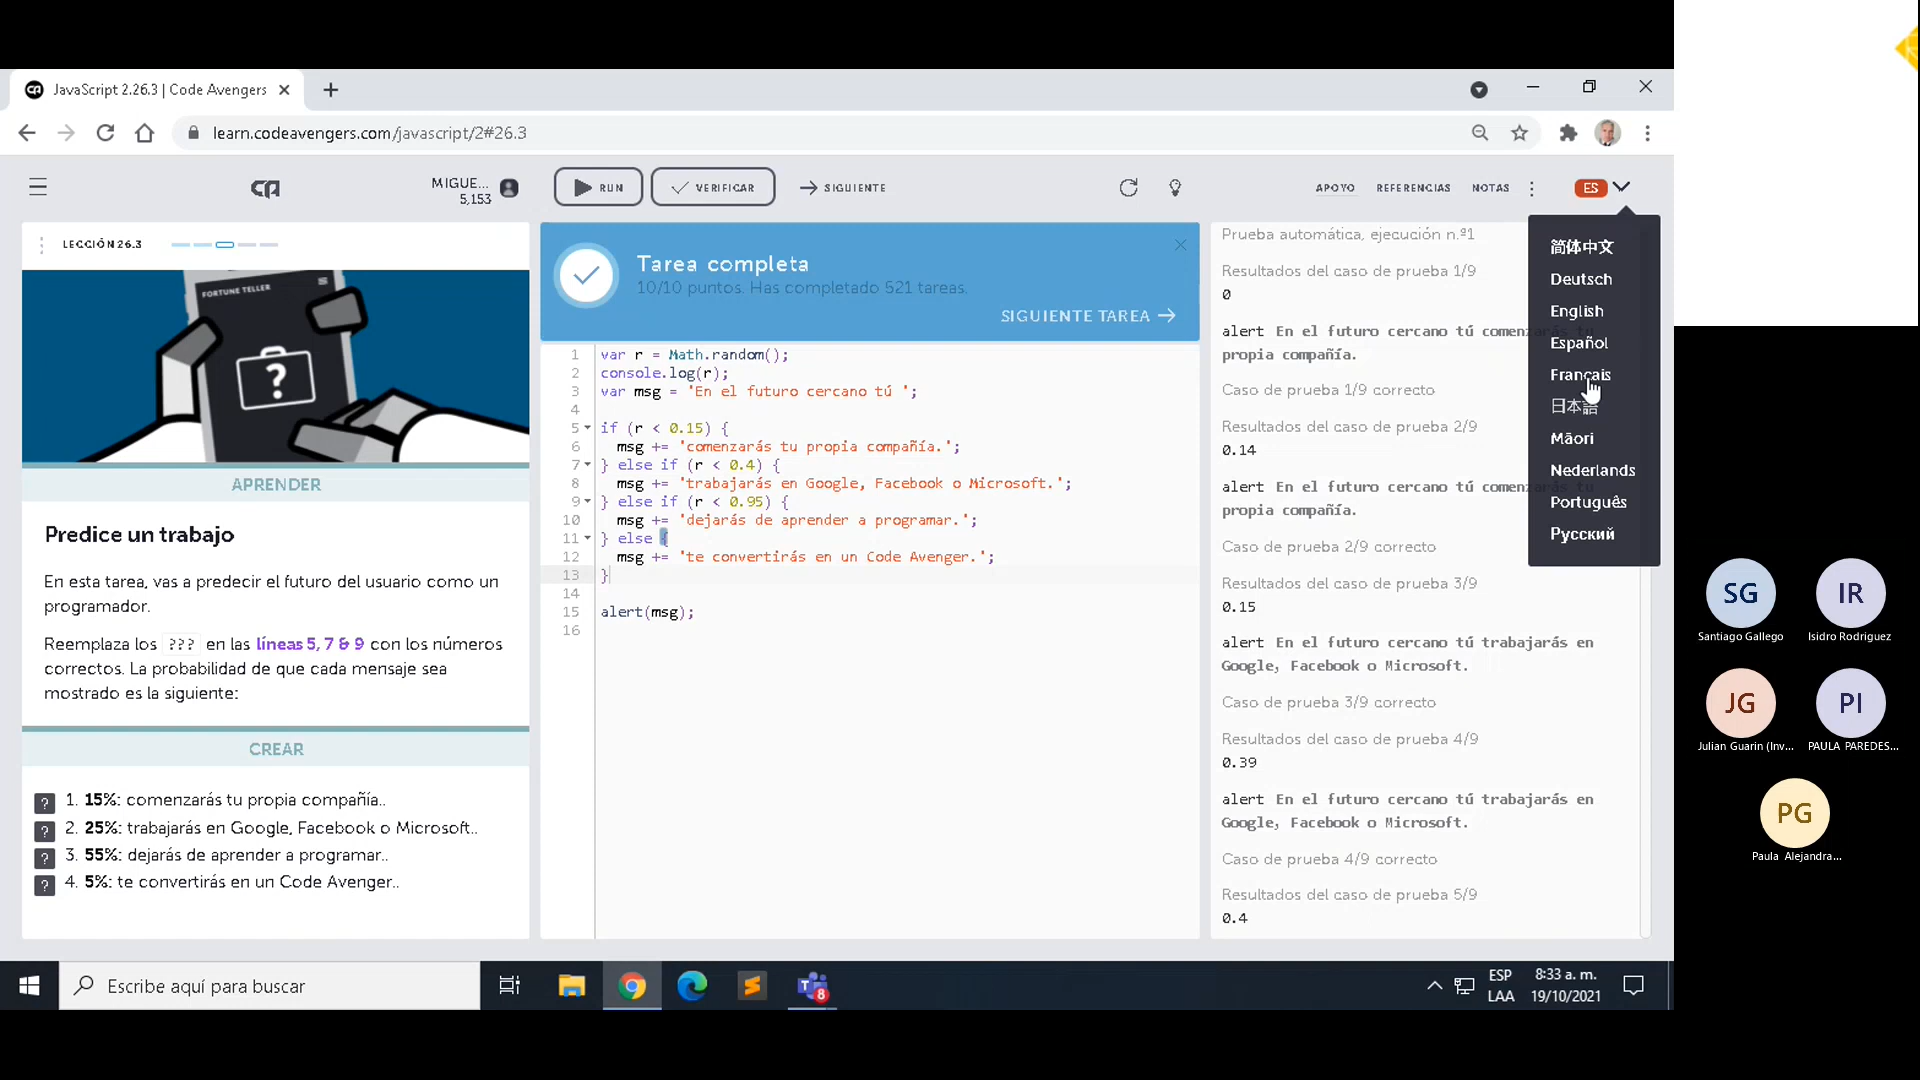 JavaScript 2.26.3 | Code Avengers
learn.codeavengers.com/javascript/2#26.3
MIGUE...
5,153
RUN
VERIFICAR
SIGUIENTE
APOYO
REFERENCIAS
NOTAS
ES
LECCIÓN 26.3
FORTUNE TELLER
?
APRENDER
Predice un trabajo
En esta tarea, vas a predecir el futuro del usuario como un
programador.
Reemplaza los ??? en las líneas 5, 7 & 9 con los números
correctos. La probabilidad de que cada mensaje sea
mostrado es la siguiente:
CREAR
? 1. 15%: comenzarás tu propia compañía..
? 2. 25%: trabajarás en Google, Facebook o Microsoft..
? 3. 55%: dejarás de aprender a programar..
? 4. 5%: te convertirás en un Code Avenger..
Tarea completa
10/10 puntos. Has completado 521 tareas.
SIGUIENTE TAREA
1 var r = Math.random();
2 console.log(r);
3 var msg = 'En el futuro cercano tú ';
4
5 if (r < 0.15) {
6 msg += 'comenzarás tu propia compañía.';
7 } else if (r < 0.4) {
8 msg += 'trabajarás en Google, Facebook o Microsoft.';
9 } else if (r < 0.95) {
10 msg += 'dejarás de aprender a programar.';
11 } else {
12 msg += 'te convertirás en un Code Avenger.';
13 }
14
15 alert(msg);
16
Prueba automática, ejecución n.º1
Resultados del caso de prueba 1/9
0
alert En el futuro cercano tú comenzarás tu
propia compañía.
Caso de prueba 1/9 correcto
Resultados del caso de prueba 2/9
0.14
alert En el futuro cercano tú comenzarás tu
propia compañía.
Caso de prueba 2/9 correcto
Resultados del caso de prueba 3/9
0.15
alert En el futuro cercano tú trabajarás en
Google, Facebook o Microsoft.
Caso de prueba 3/9 correcto
Resultados del caso de prueba 4/9
0.39
alert En el futuro cercano tú trabajarás en
Google, Facebook o Microsoft.
Caso de prueba 4/9 correcto
Resultados del caso de prueba 5/9
0.4
简体中文
Deutsch
English
Español
Français
日本語
Māori
Nederlands
Português
Русский
SG
Santiago Gallego
IR
Isidro Rodriguez
JG
Julian Guarin (Inv...
PI
PAULA PAREDES...
PG
Paula Alejandra...
Escribe aquí para buscar
8
ESP
LAA
8:33 a. m.
19/10/2021